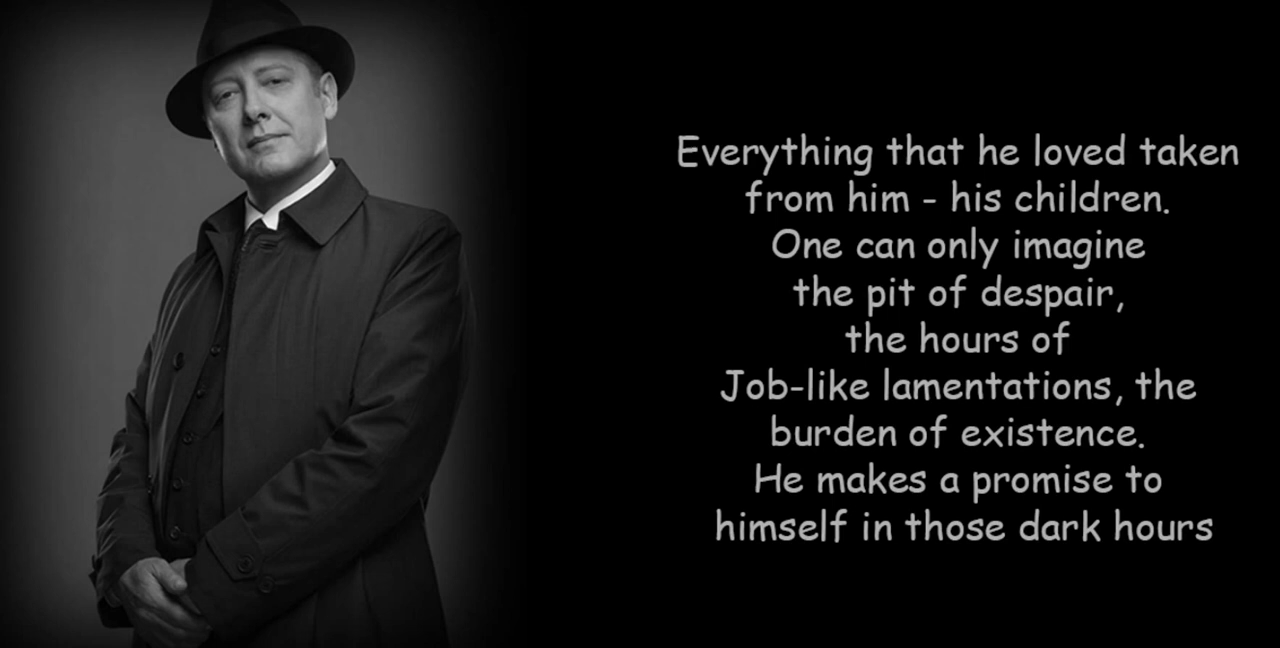 Everything that he loved taken
from him - his children.
One can only imagine
the pit of despair,
the hours of
Job-like lamentations, the
burden of existence.
He makes a promise to
himself in those dark hours